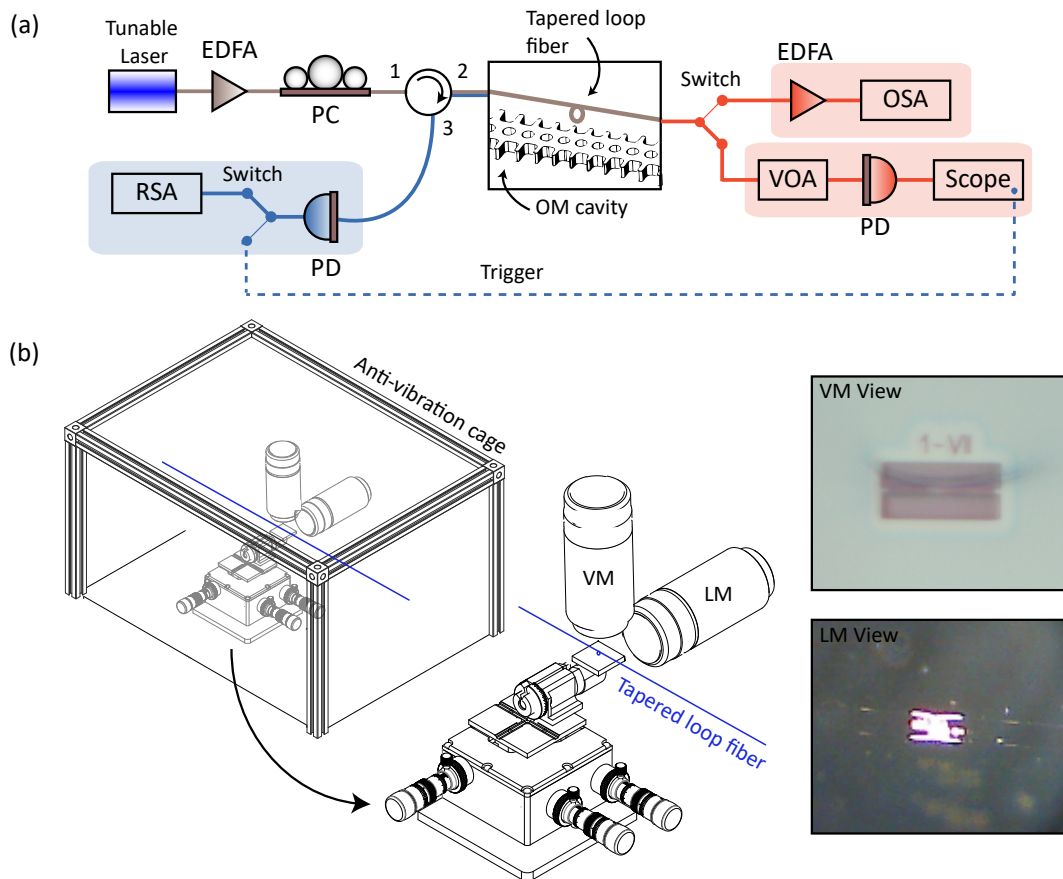 (a)
Tunable
Laser
EDFA
PC
1
2
3
Tapered loop
fiber
OM cavity
Switch
EDFA
OSA
VOA
PD
Scope
RSA
Switch
PD
Trigger
(b)
Anti-vibration cage
VM
LM
Tapered loop fiber
VM View
1-VII
LM View